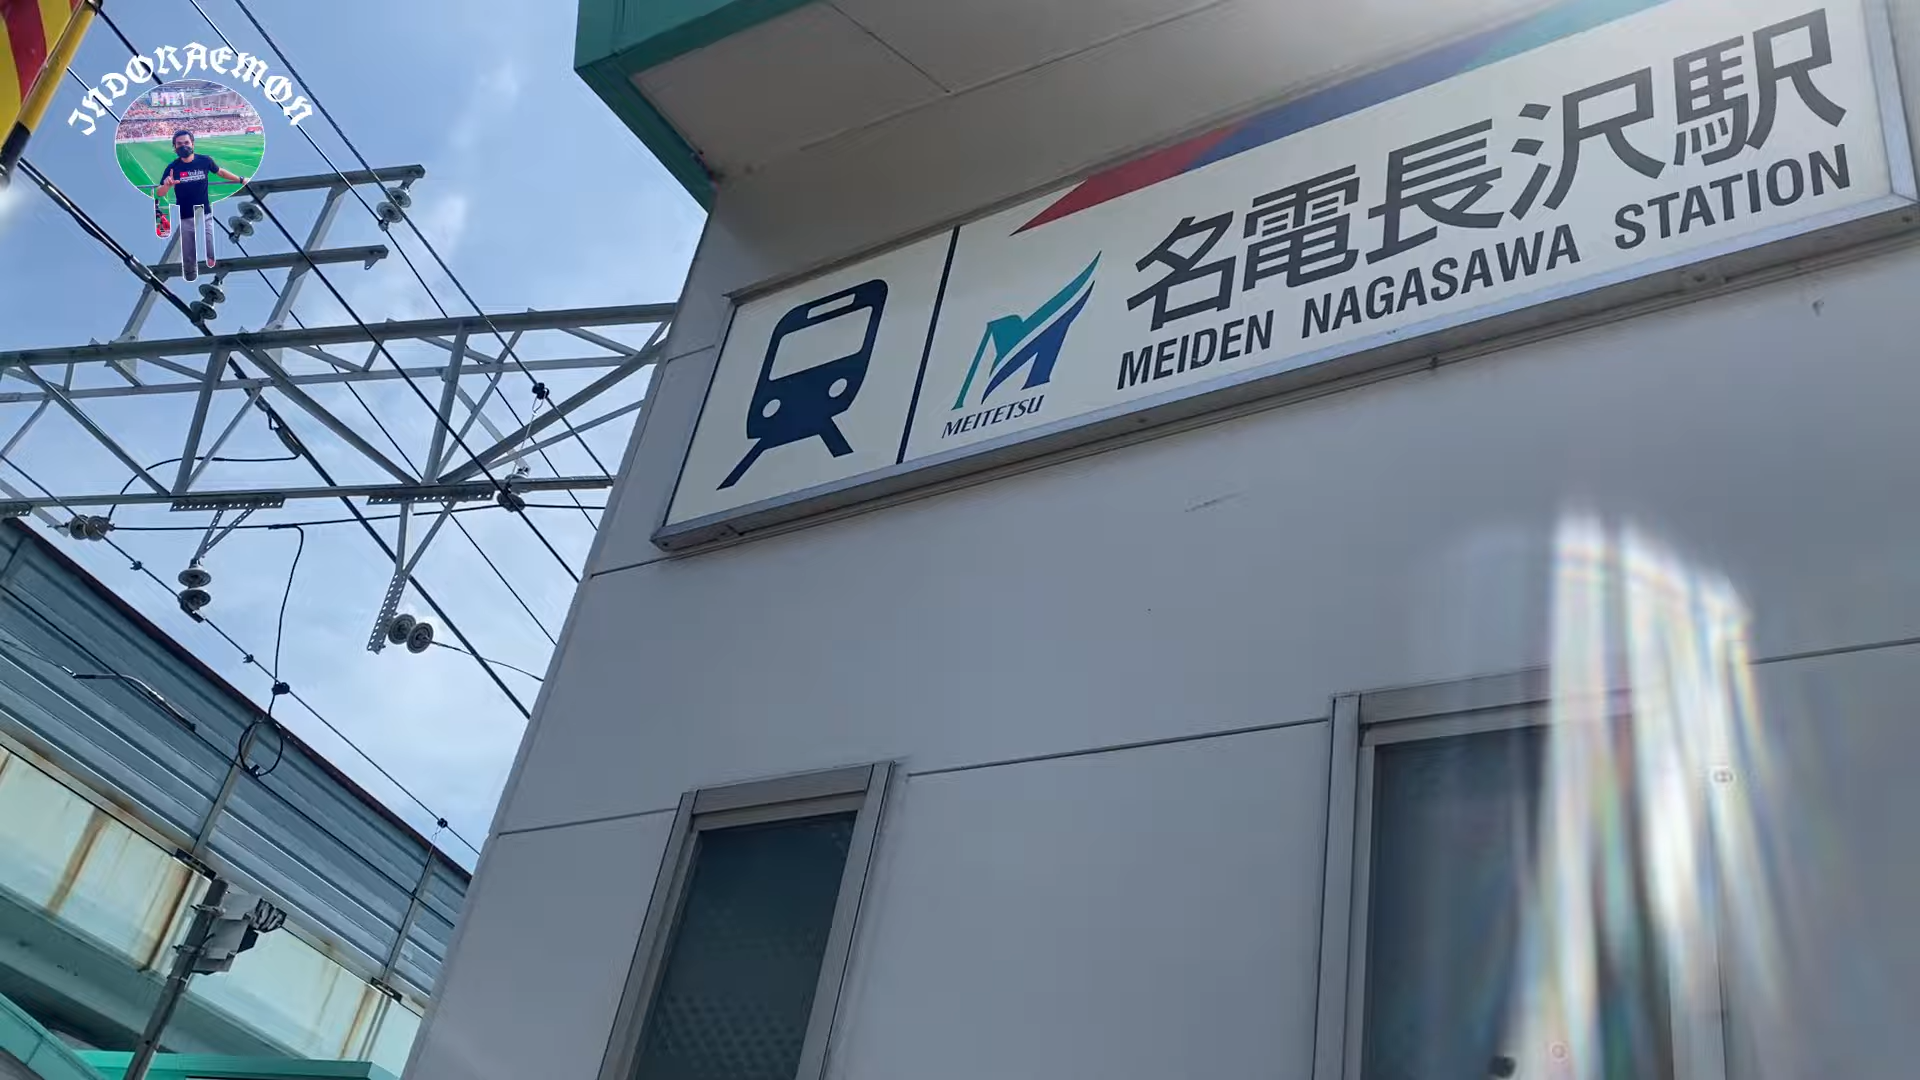 INDORAEMON
名電長沢駅
MEIDEN NAGASAWA STATION
MEITETSU